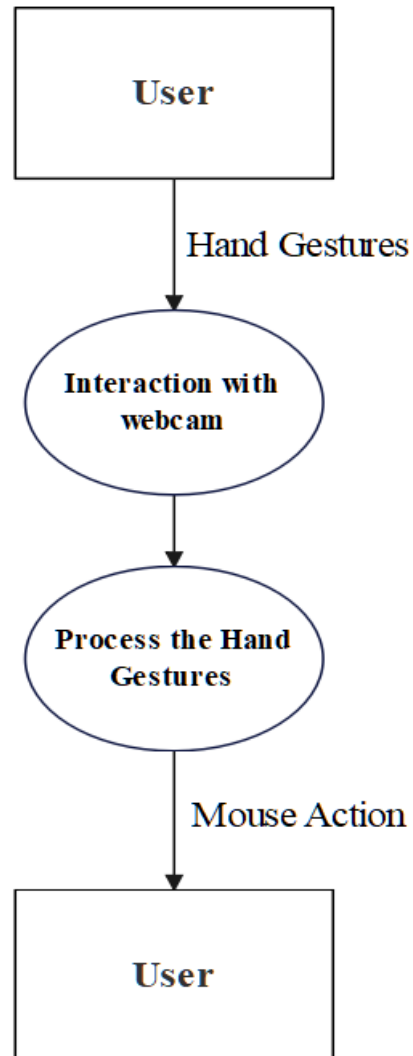 User
Hand Gestures
Interaction with
webcam
Process the Hand
Gestures
Mouse Action
User